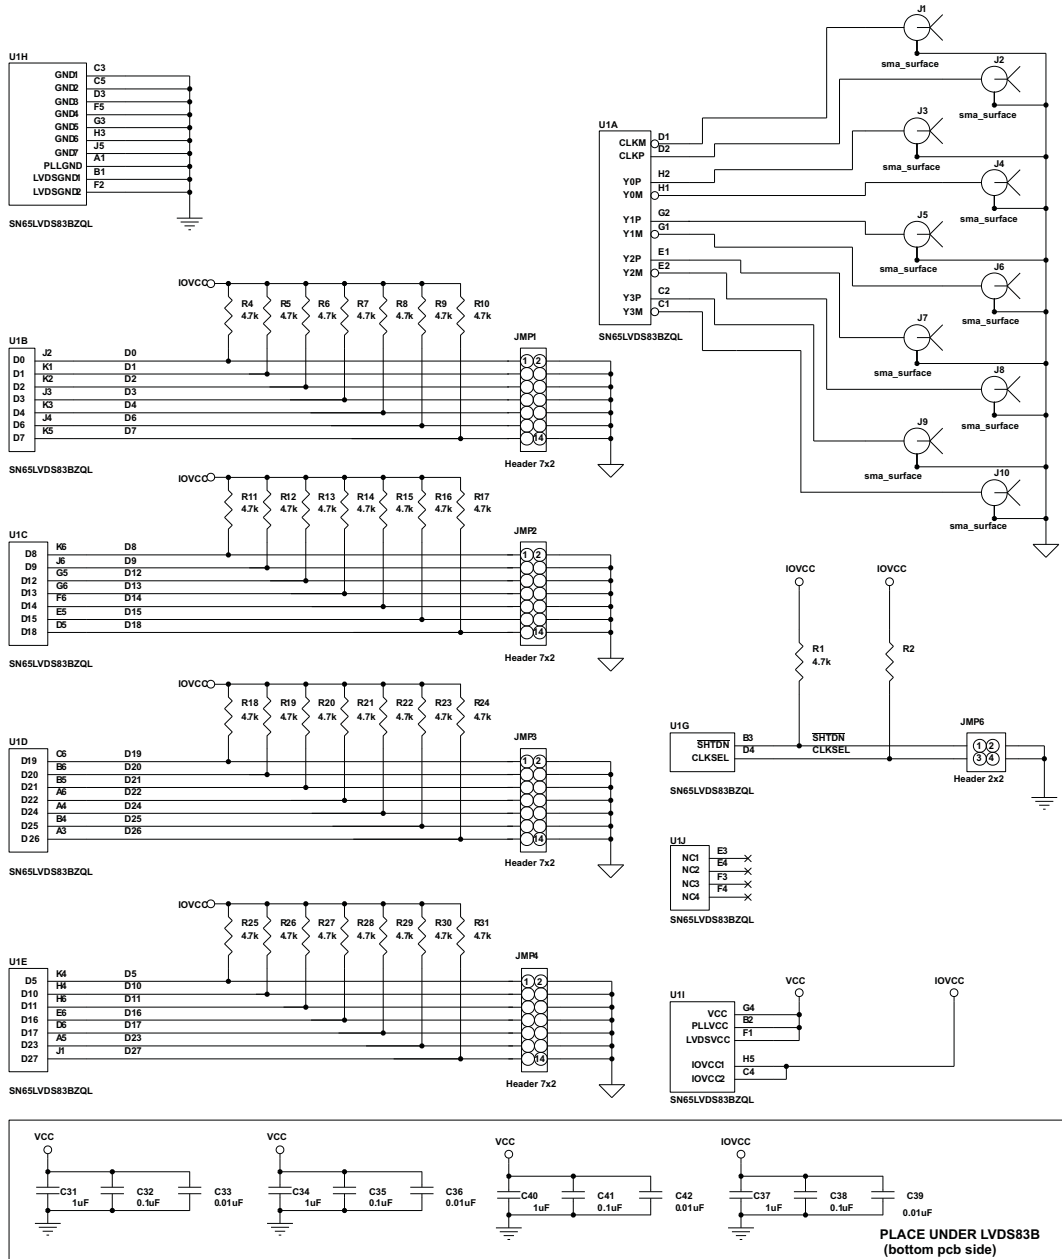 U1H
GND1 C3
GND2 C5
GND3 D3
GND4 F5
GND5 G3
GND6 H3
GND7 J5
PLLGND A1
LVDSGND1 B1
LVDSGND2 F2
SN65LVDS83BZQL
U1A
CLKM D1
CLKP D2
Y0P H2
Y0M H1
Y1P G2
Y1M G1
Y2P E1
Y2M E2
Y3P C2
Y3M C1
SN65LVDS83BZQL
J1
sma_surface
J2
sma_surface
J3
sma_surface
J4
sma_surface
J5
sma_surface
J6
sma_surface
J7
sma_surface
J8
sma_surface
J9
sma_surface
J10
sma_surface
IOVCC
R4 R5 R6 R7 R8 R9 R10
4.7k 4.7k 4.7k 4.7k 4.7k 4.7k 4.7k
U1B
JMP1
D0 J2 D0 1 2
D1 K1 D1
D2 K2 D2
D3 J3 D3
D4 K3 D4
D6 J4 D6
D7 K5 D7 14
SN65LVDS83BZQL
Header 7x2
IOVCC
R11 R12 R13 R14 R15 R16 R17
4.7k 4.7k 4.7k 4.7k 4.7k 4.7k 4.7k
U1C
JMP2
D8 K6 D8 1 2
D9 J6 D9
D12 G5 D12
D13 G6 D13
D14 F6 D14
D15 E5 D15
D18 D5 D18 14
SN65LVDS83BZQL
Header 7x2
IOVCC
R18 R19 R20 R21 R22 R23 R24
4.7k 4.7k 4.7k 4.7k 4.7k 4.7k 4.7k
U1D
JMP3
D19 C6 D19 1 2
D20 B6 D20
D21 B5 D21
D22 A6 D22
D24 A4 D24
D25 B4 D25
D26 A3 D26 14
SN65LVDS83BZQL
Header 7x2
IOVCC
R25 R26 R27 R28 R29 R30 R31
4.7k 4.7k 4.7k 4.7k 4.7k 4.7k 4.7k
U1E
JMP4
D5 K4 D5 1 2
D10 H4 D10
D11 H6 D11
D16 E6 D16
D17 D6 D17
D23 A5 D23
D27 J1 D27 14
SN65LVDS83BZQL
Header 7x2
IOVCC IOVCC
R1 R2
4.7k
U1G
JMP6
SHTDN B3 SHTDN 1 2
CLKSEL D4 CLKSEL 3 4
SN65LVDS83BZQL
Header 2x2
U1J
NC1 E3
NC2 E4
NC3 F3
NC4 F4
SN65LVDS83BZQL
VCC IOVCC
U1I
VCC G4
PLLVCC B2
LVDSVCC F1
IOVCC1 H5
IOVCC2 C4
SN65LVDS83BZQL
VCC VCC VCC IOVCC
C31 C32 C33 C34 C35 C36 C40 C41 C42 C37 C38 C39
1uF 0.1uF 0.01uF 1uF 0.1uF 0.01uF 1uF 0.1uF 0.01uF 1uF 0.1uF 0.01uF
PLACE UNDER LVDS83B
(bottom pcb side)